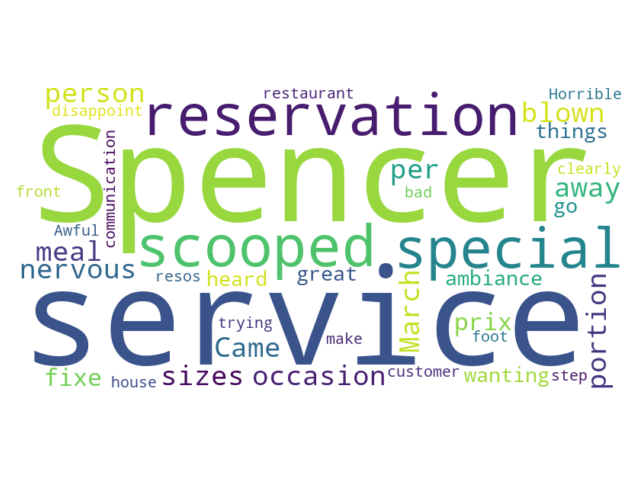 person
restaurant
Horrible
disappoint
reservation
blown
things
Spencer
communication
per
clearly
front
bad
away
go
Awful
scooped
special
meal
nervous
resos
heard
great
ambiance
March
portion
service
trying
make
prix
foot
Came
fixe
house
sizes
occasion
customer
wanting
step